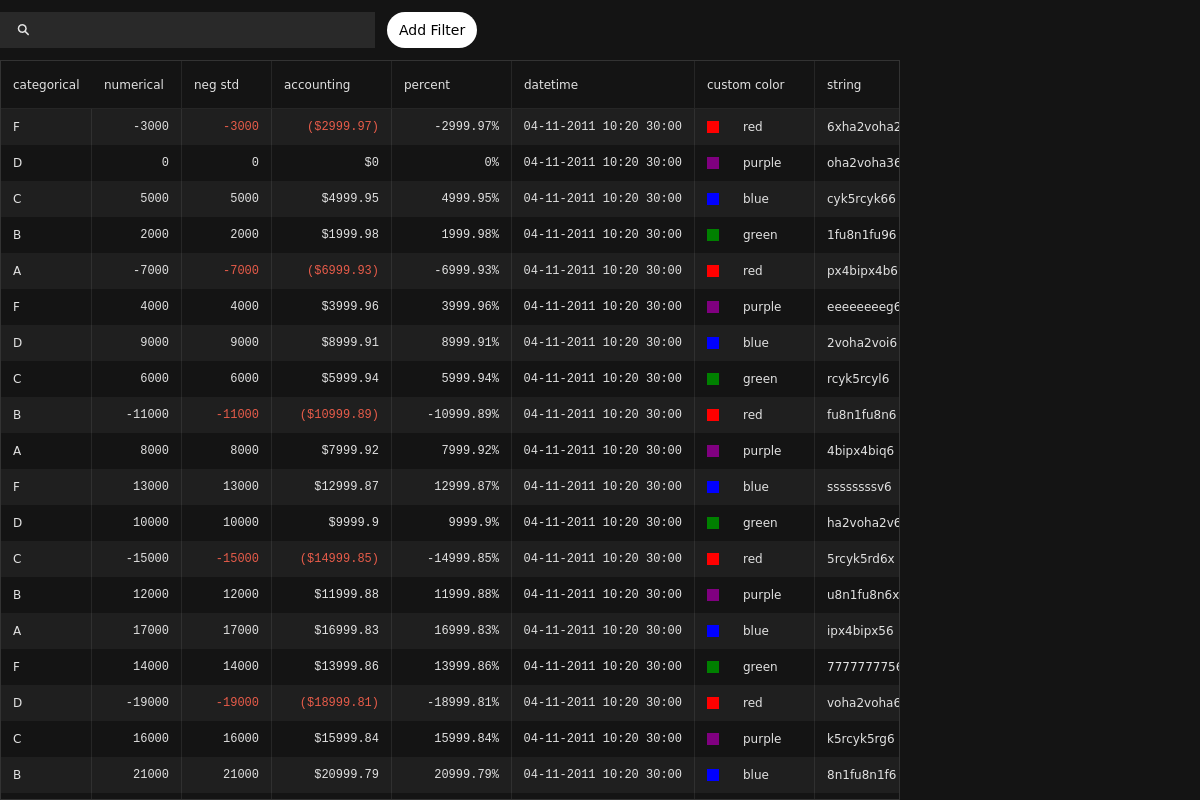 Add Filter
categorical numerical neg std accounting percent datetime custom color string
F -3000 -3000 ($2999.97) -2999.97% 04-11-2011 10:20 30:00 red 6xha2voha2
D 0 0 $0 0% 04-11-2011 10:20 30:00 purple oha2voha36
C 5000 5000 $4999.95 4999.95% 04-11-2011 10:20 30:00 blue cyk5rcyk66
B 2000 2000 $1999.98 1999.98% 04-11-2011 10:20 30:00 green 1fu8n1fu96
A -7000 -7000 ($6999.93) -6999.93% 04-11-2011 10:20 30:00 red px4bipx4b6
F 4000 4000 $3999.96 3999.96% 04-11-2011 10:20 30:00 purple eeeeeeeeg6
D 9000 9000 $8999.91 8999.91% 04-11-2011 10:20 30:00 blue 2voha2voi6
C 6000 6000 $5999.94 5999.94% 04-11-2011 10:20 30:00 green rcyk5rcyl6
B -11000 -11000 ($10999.89) -10999.89% 04-11-2011 10:20 30:00 red fu8n1fu8n6
A 8000 8000 $7999.92 7999.92% 04-11-2011 10:20 30:00 purple 4bipx4biq6
F 13000 13000 $12999.87 12999.87% 04-11-2011 10:20 30:00 blue ssssssssv6
D 10000 10000 $9999.9 9999.9% 04-11-2011 10:20 30:00 green ha2voha2v6
C -15000 -15000 ($14999.85) -14999.85% 04-11-2011 10:20 30:00 red 5rcyk5rd6x
B 12000 12000 $11999.88 11999.88% 04-11-2011 10:20 30:00 purple u8n1fu8n6x
A 17000 17000 $16999.83 16999.83% 04-11-2011 10:20 30:00 blue ipx4bipx56
F 14000 14000 $13999.86 13999.86% 04-11-2011 10:20 30:00 green 7777777756
D -19000 -19000 ($18999.81) -18999.81% 04-11-2011 10:20 30:00 red voha2voha6
C 16000 16000 $15999.84 15999.84% 04-11-2011 10:20 30:00 purple k5rcyk5rg6
B 21000 21000 $20999.79 20999.79% 04-11-2011 10:20 30:00 blue 8n1fu8n1f6